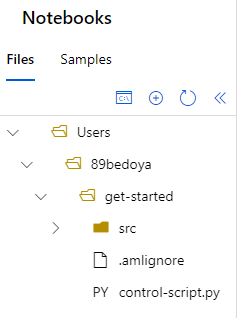 Notebooks
Files Samples
C:\
Users
89bedoya
get-started
src
.amlignore
PY control-script.py